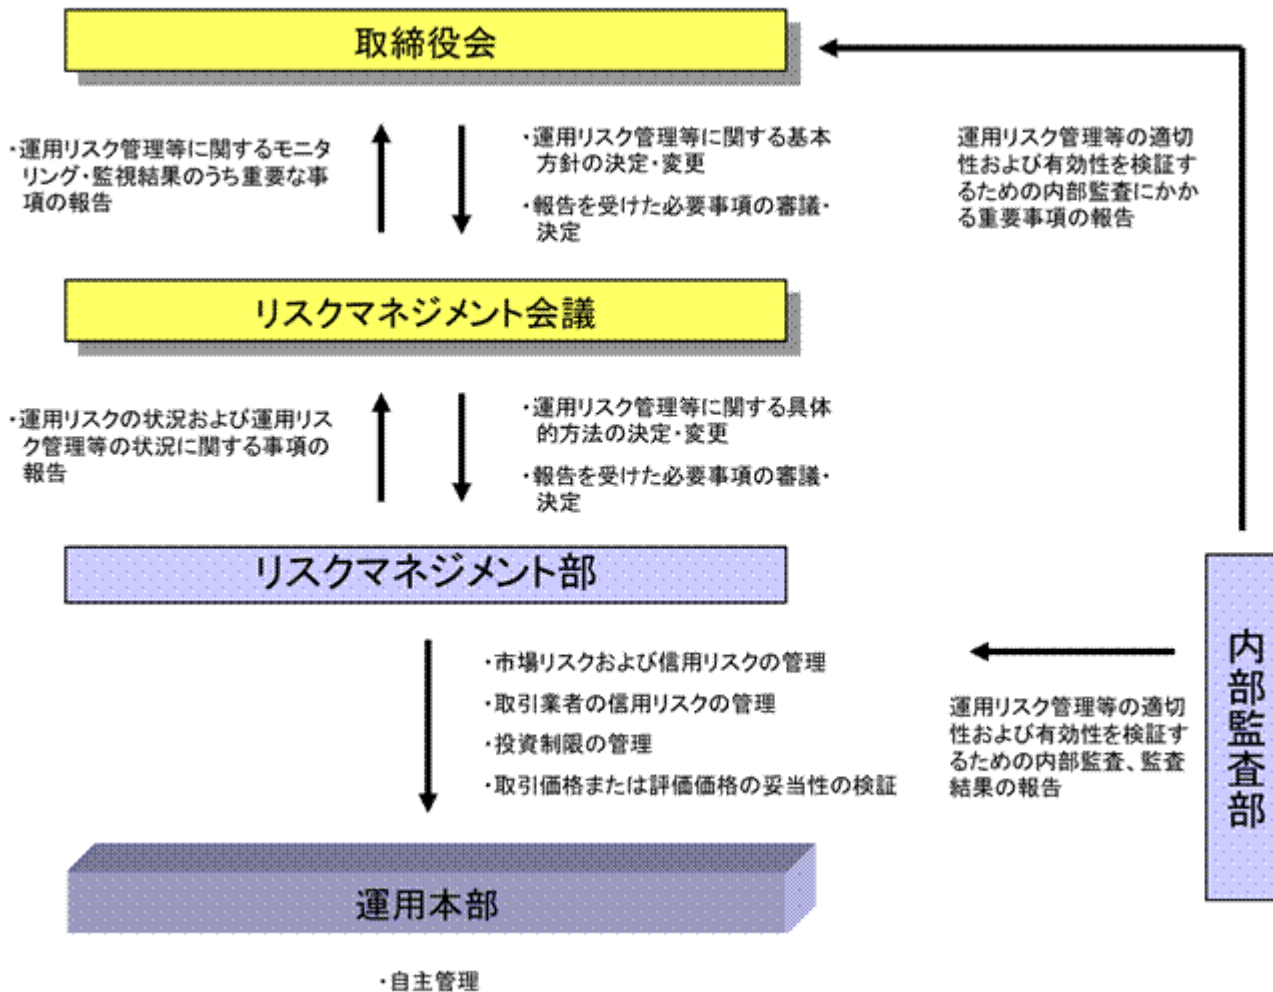 取締役会
・運用リスク管理等に関するモニタ
リング・監視結果のうち重要な事
項の報告
・運用リスク管理等に関する基本
方針の決定・変更
・報告を受けた必要事項の審議・
決定
運用リスク管理等の適切
性および有効性を検証す
るための内部監査にかか
る重要事項の報告
リスクマネジメント会議
・運用リスクの状況および運用リス
ク管理等の状況に関する事項の
報告
・運用リスク管理等に関する具体
的方法の決定・変更
・報告を受けた必要事項の審議・
決定
リスクマネジメント部
・市場リスクおよび信用リスクの管理
・取引業者の信用リスクの管理
・投資制限の管理
・取引価格または評価価格の妥当性の検証
運用リスク管理等の適切
性および有効性を検証す
るための内部監査、監査
結果の報告
内部監査部
運用本部
・自主管理